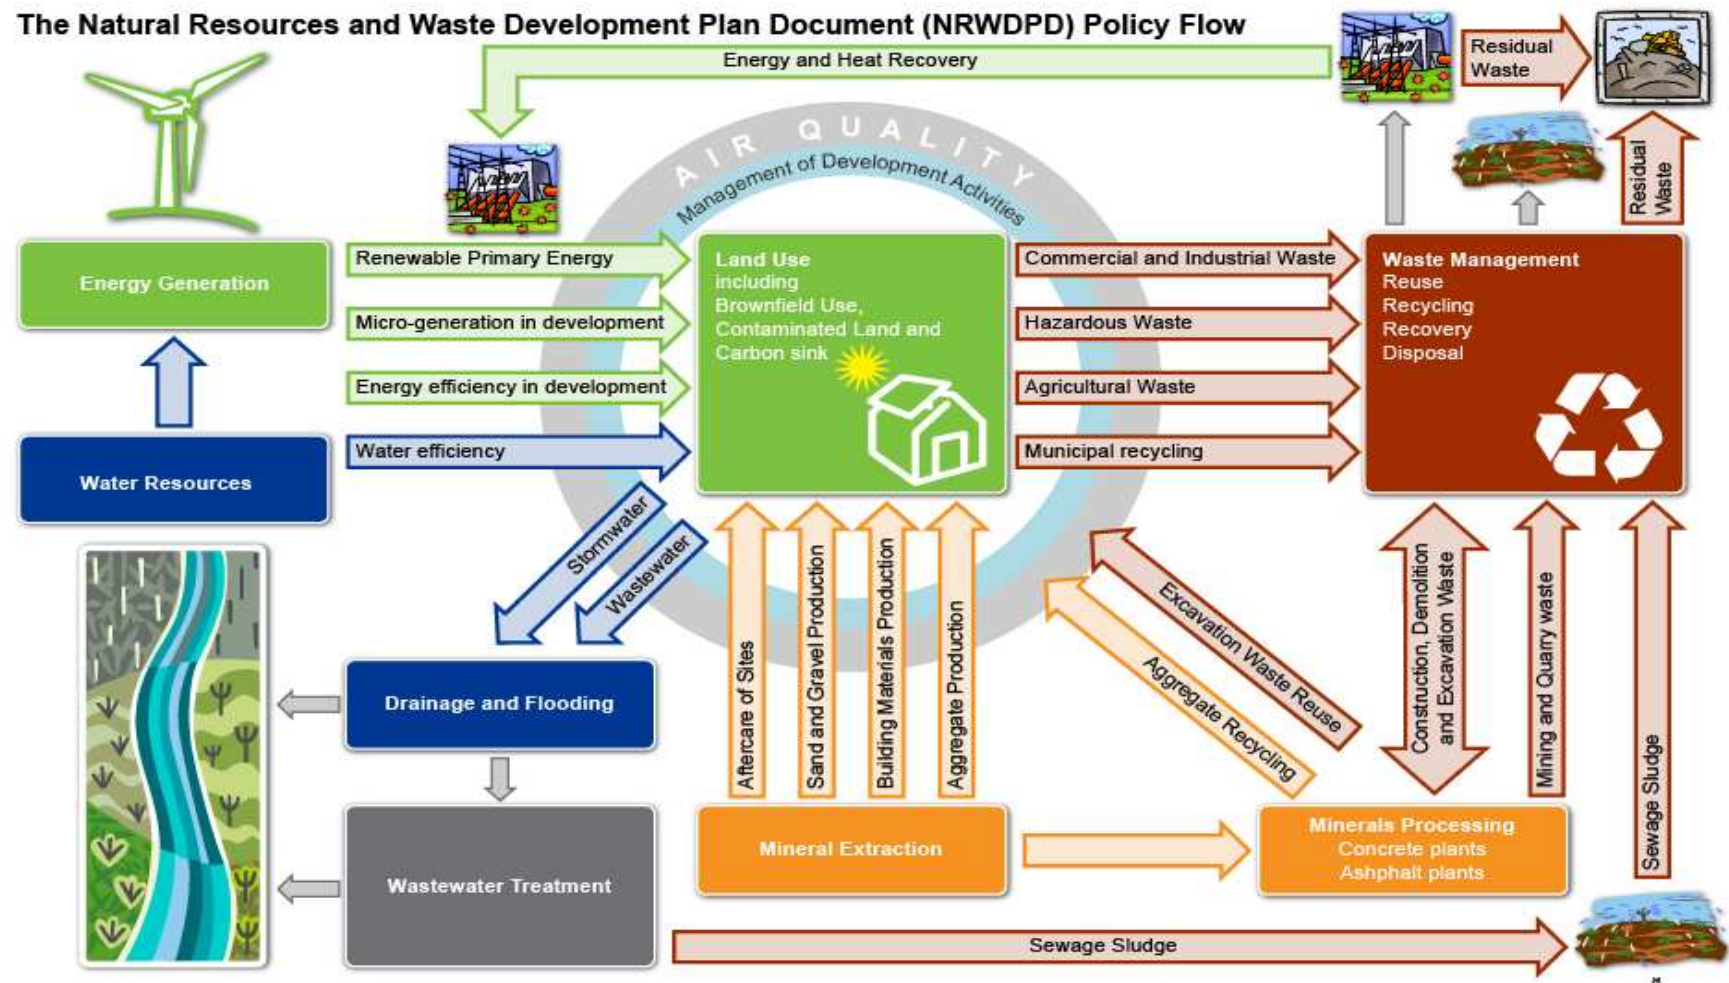 The Natural Resources and Waste Development Plan Document (NRWDPD) Policy Flow
Energy and Heat Recovery
Residual
Waste
AIR QUALITY
Management of Development Activities
Residual
Waste
Energy Generation
Renewable Primary Energy
Micro-generation in development
Energy efficiency in development
Water efficiency
Land Use
including
Brownfield Use,
Contaminated Land and
Carbon sink
Commercial and Industrial Waste
Hazardous Waste
Agricultural Waste
Municipal recycling
Waste Management
Reuse
Recycling
Recovery
Disposal
Water Resources
Stormwater
Wastewater
Drainage and Flooding
Wastewater Treatment
Aftercare of Sites
Sand and Gravel Production
Building Materials Production
Aggregate Production
Excavation Waste Reuse
Aggregate Recycling
Construction, Demolition
and Excavation Waste
Mining and Quarry waste
Sewage Sludge
Mineral Extraction
Minerals Processing
Concrete plants
Ashphalt plants
Sewage Sludge